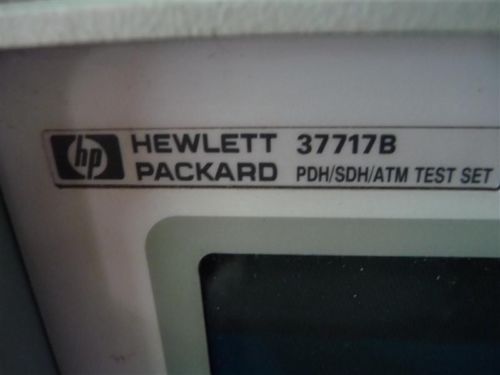 hp HEWLETT 37717B
PACKARD PDH/SDH/ATM TEST SET